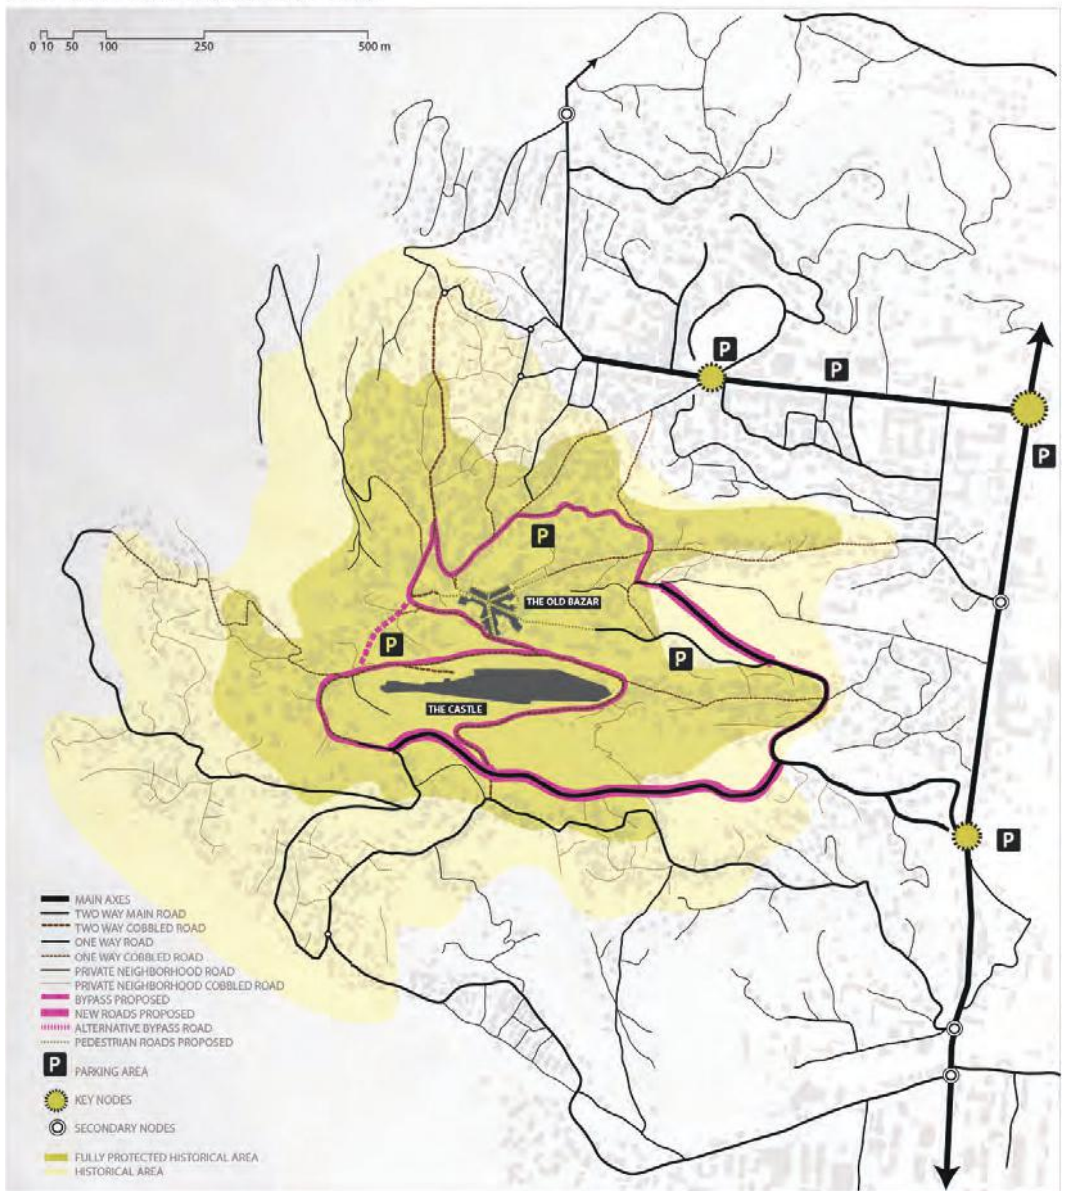 0 10 50 100 250 500 m
P
P
P
P
THE OLD BAZAR
P
P
THE CASTLE
P
MAIN AXES
TWO WAY MAIN ROAD
TWO WAY COBBLED ROAD
ONE WAY ROAD
ONE WAY COBBLED ROAD
PRIVATE NEIGHBORHOOD ROAD
PRIVATE NEIGHBORHOOD COBBLED ROAD
BYPASS PROPOSED
NEW ROADS PROPOSED
ALTERNATIVE BYPASS ROAD
PEDESTRIAN ROADS PROPOSED
P PARKING AREA
KEY NODES
SECONDARY NODES
FULLY PROTECTED HISTORICAL AREA
HISTORICAL AREA